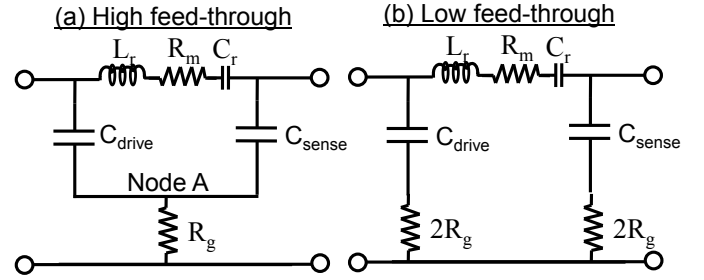 (a) High feed-through
(b) Low feed-through
Lr Rm Cr
Lr Rm Cr
Cdrive
Csense
Cdrive
Csense
Node A
Rg
2Rg
2Rg